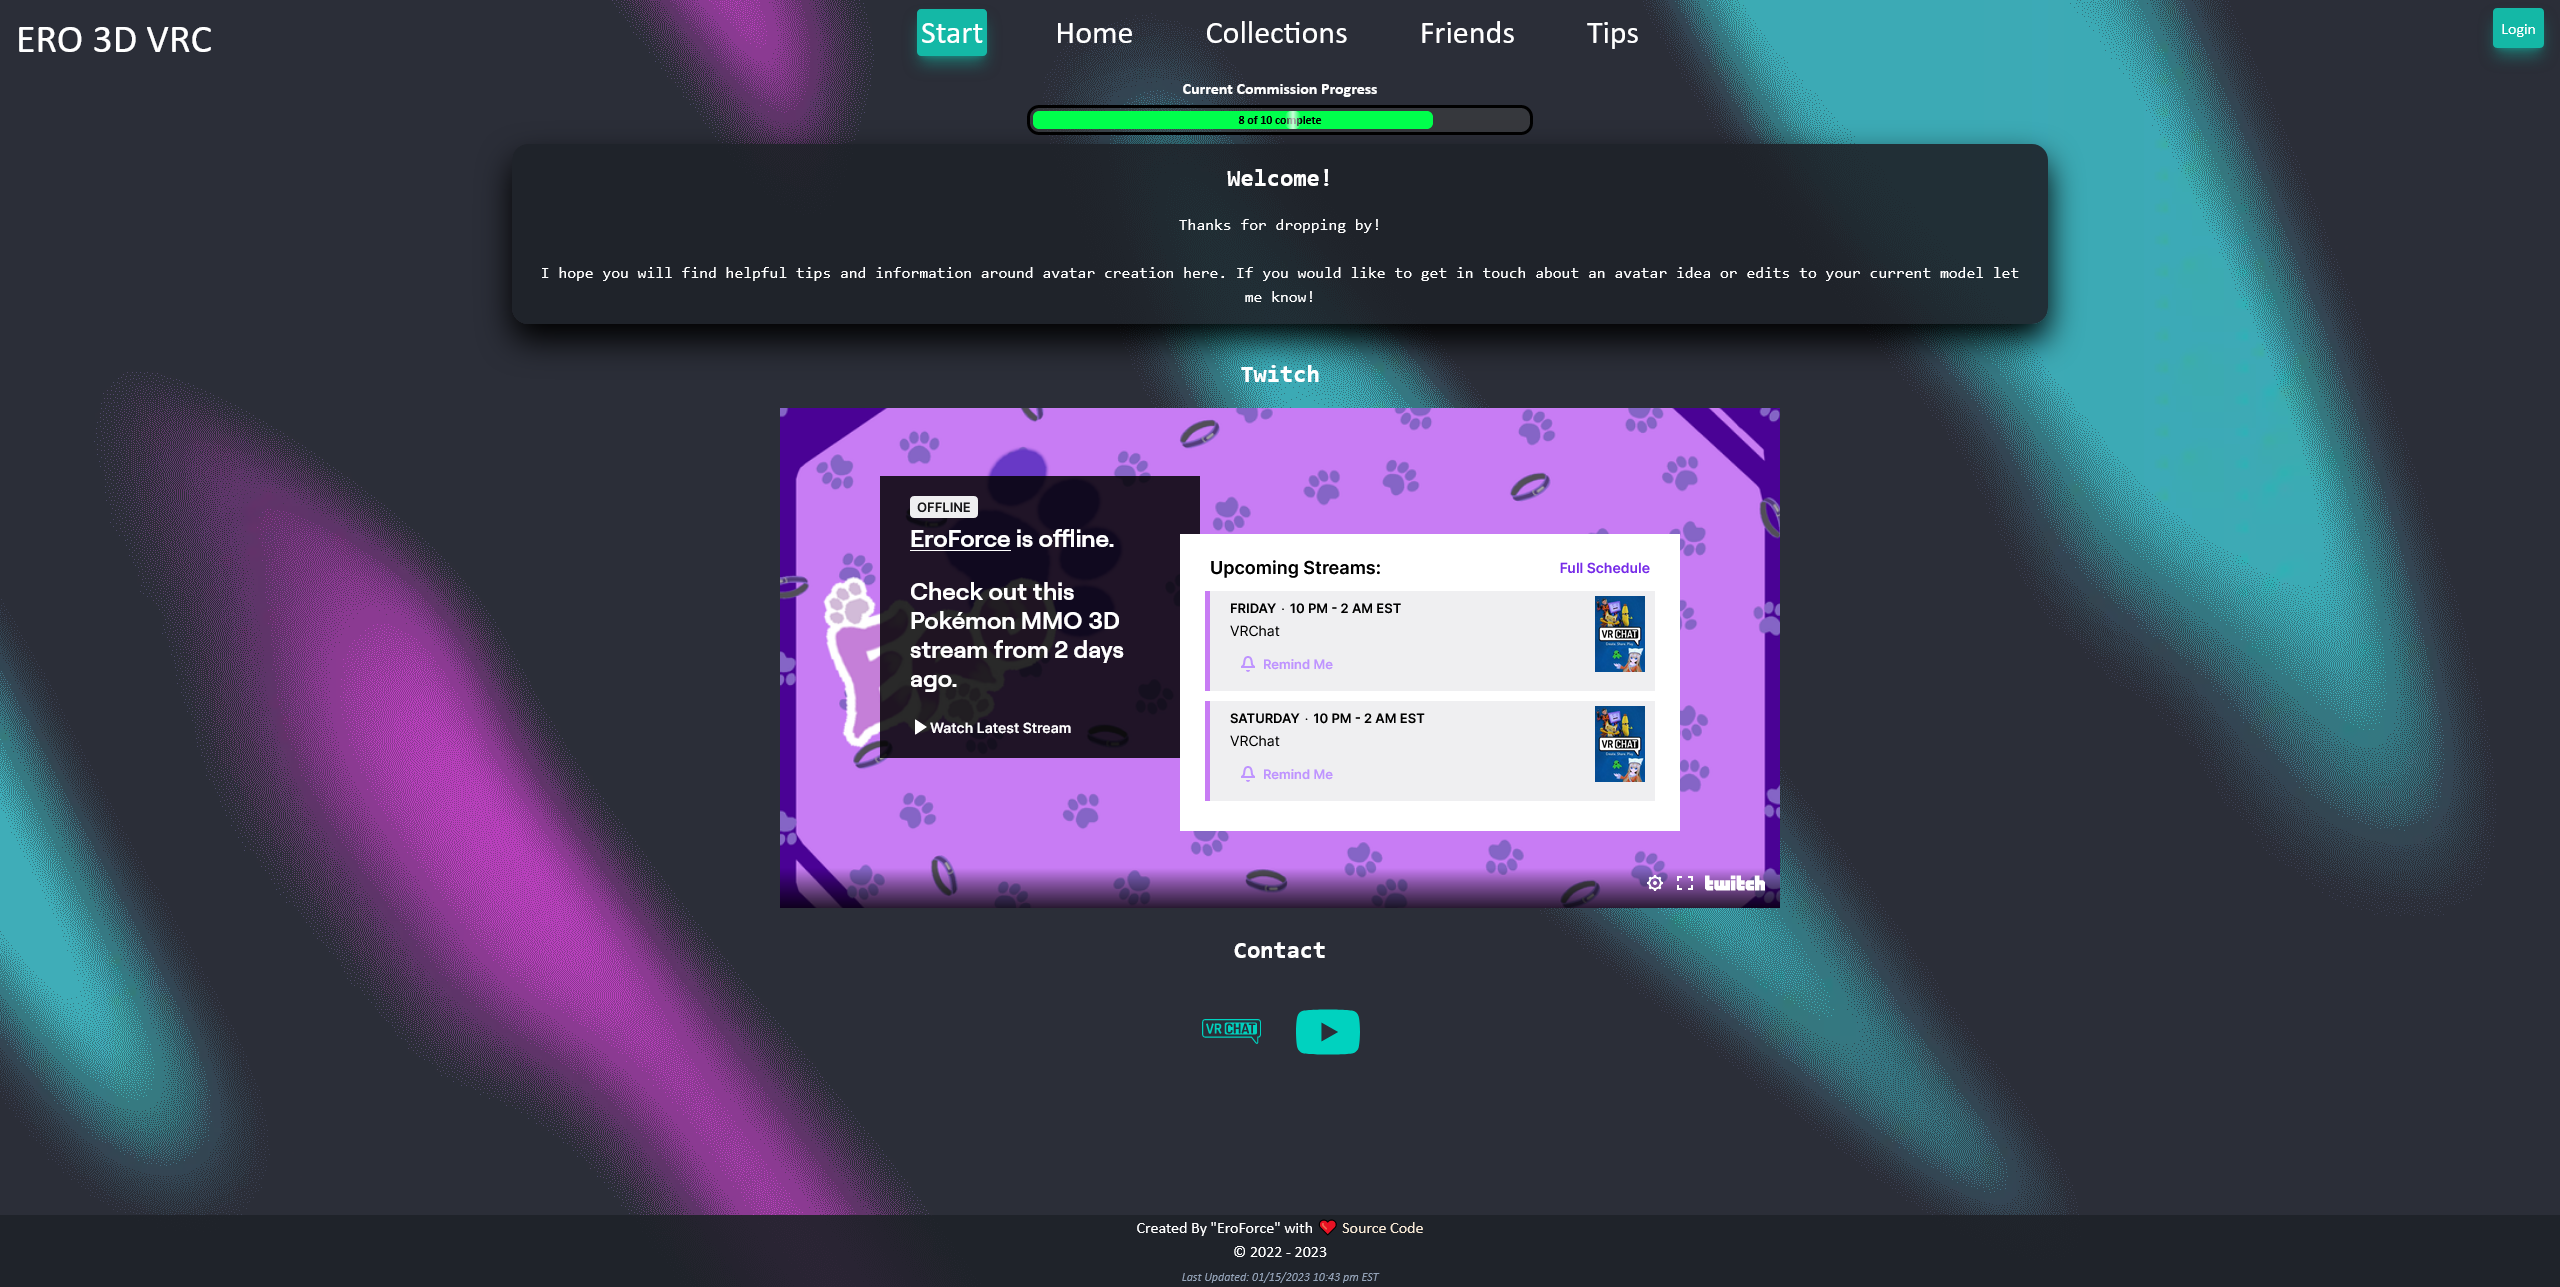 ERO 3D VRC
Start
Home
Collections
Friends
Tips
Login
Current Commission Progress
8 of 10 complete
Welcome!
Thanks for dropping by!
I hope you will find helpful tips and information around avatar creation here. If you would like to get in touch about an avatar idea or edits to your current model let
me know!
Twitch
OFFLINE
EroForce is offline.
Check out this
Pokémon MMO 3D
stream from 2 days
ago.
Watch Latest Stream
Upcoming Streams:
Full Schedule
FRIDAY · 10 PM - 2 AM EST
VRChat
Remind Me
VRCHAT
SATURDAY · 10 PM - 2 AM EST
VRChat
Remind Me
VRCHAT
twitch
Contact
VRCHAT
Created By "EroForce" with ❤ Source Code
© 2022 - 2023
Last Updated: 01/15/2023 10:43 pm EST